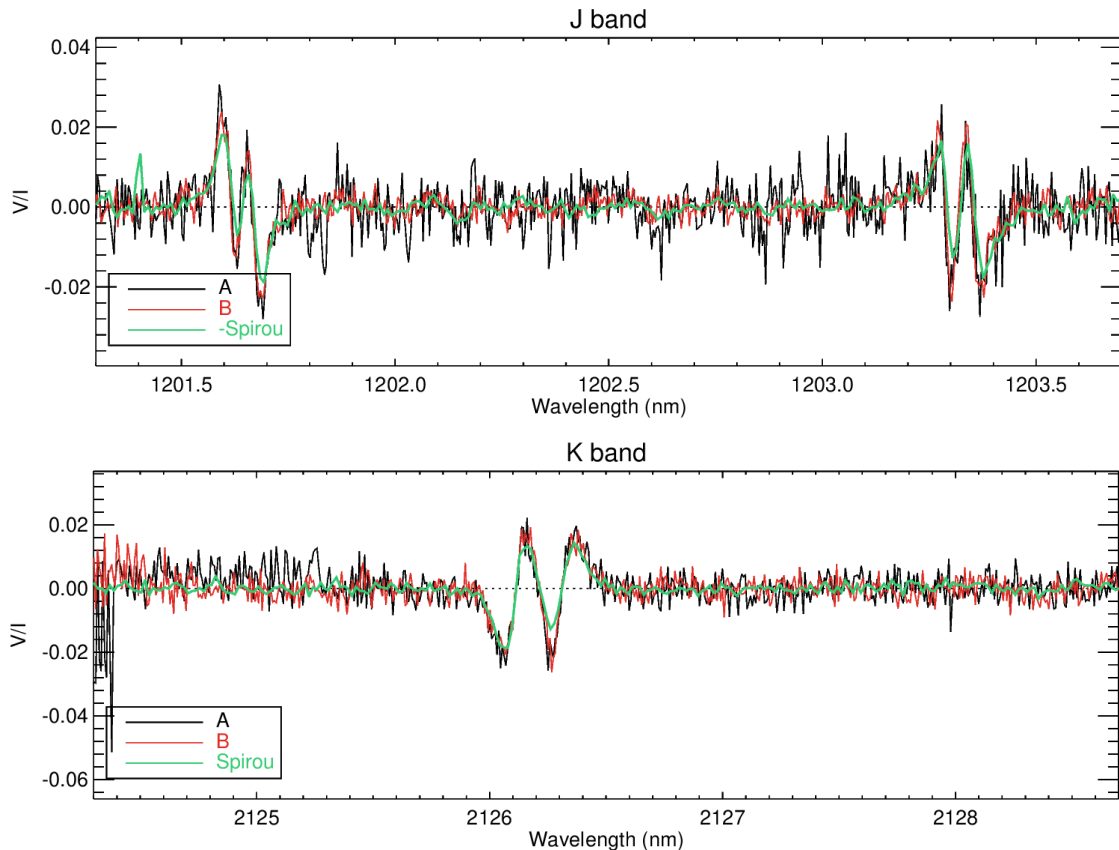 J band
0.04
0.02
0.00
-0.02
V/I
A
B
-Spirou
1201.5 1202.0 1202.5 1203.0 1203.5
Wavelength (nm)
K band
0.02
0.00
-0.02
-0.04
-0.06
V/I
A
B
Spirou
2125 2126 2127 2128
Wavelength (nm)